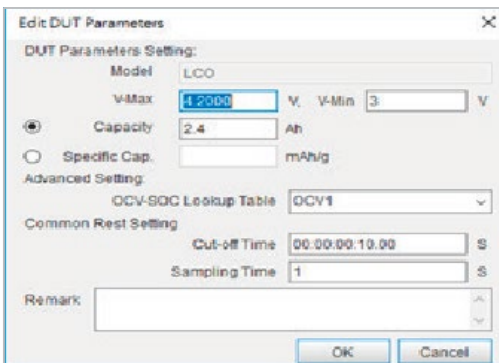 Edit DUT Parameters
DUT Parameters Setting:
Model LCO
V-Max 4.2000 V, V-Min 3 V
Capacity 2.4 Ah
Specific Cap. mAh/g
Advanced Setting:
OCV-SOC Lookup Table OCV1
Common Rest Setting
Cut-off Time 00:00:00:10.00 S
Sampling Time 1 S
Remark
OK Cancel